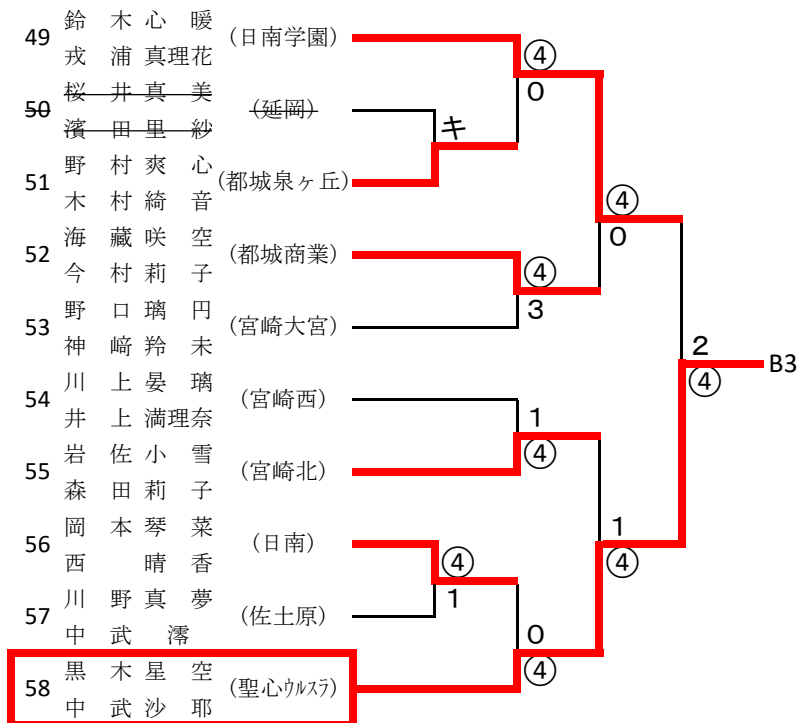 鈴木心暖
49 (日南学園)
戎浦真理花
④
0
桜井真美
50 (延岡)
濱田里紗
キ
野村爽心
51 (都城泉ヶ丘)
木村綺音
④
0
海藏咲空
52 (都城商業)
今村莉子
④
3
野口璃円
53 (宮崎大宮)
神﨑羚未
2
④
B3
川上晏璃
54 (宮崎西)
井上満理奈
1
④
岩佐小雪
55 (宮崎北)
森田莉子
岡本琴菜
56 (日南)
西晴香
④
1
1
④
川野真夢
57 (佐土原)
中武澪
0
④
黒木星空
58 (聖心ウルスラ)
中武沙耶